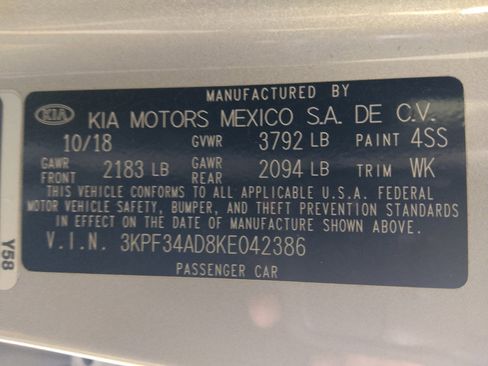 MANUFACTURED BY
KIA KIA MOTORS MEXICO S.A. DE C.V.
10/18 GVWR 3792 LB PAINT 4SS
GAWR FRONT 2183 LB GAWR REAR 2094 LB TRIM WK
THIS VEHICLE CONFORMS TO ALL APPLICABLE U.S.A. FEDERAL
MOTOR VEHICLE SAFETY, BUMPER, AND THEFT PREVENTION STANDARDS
IN EFFECT ON THE DATE OF MANUFACTURE SHOWN ABOVE.
V.I.N. 3KPF34AD8KE042386
PASSENGER CAR
Y58